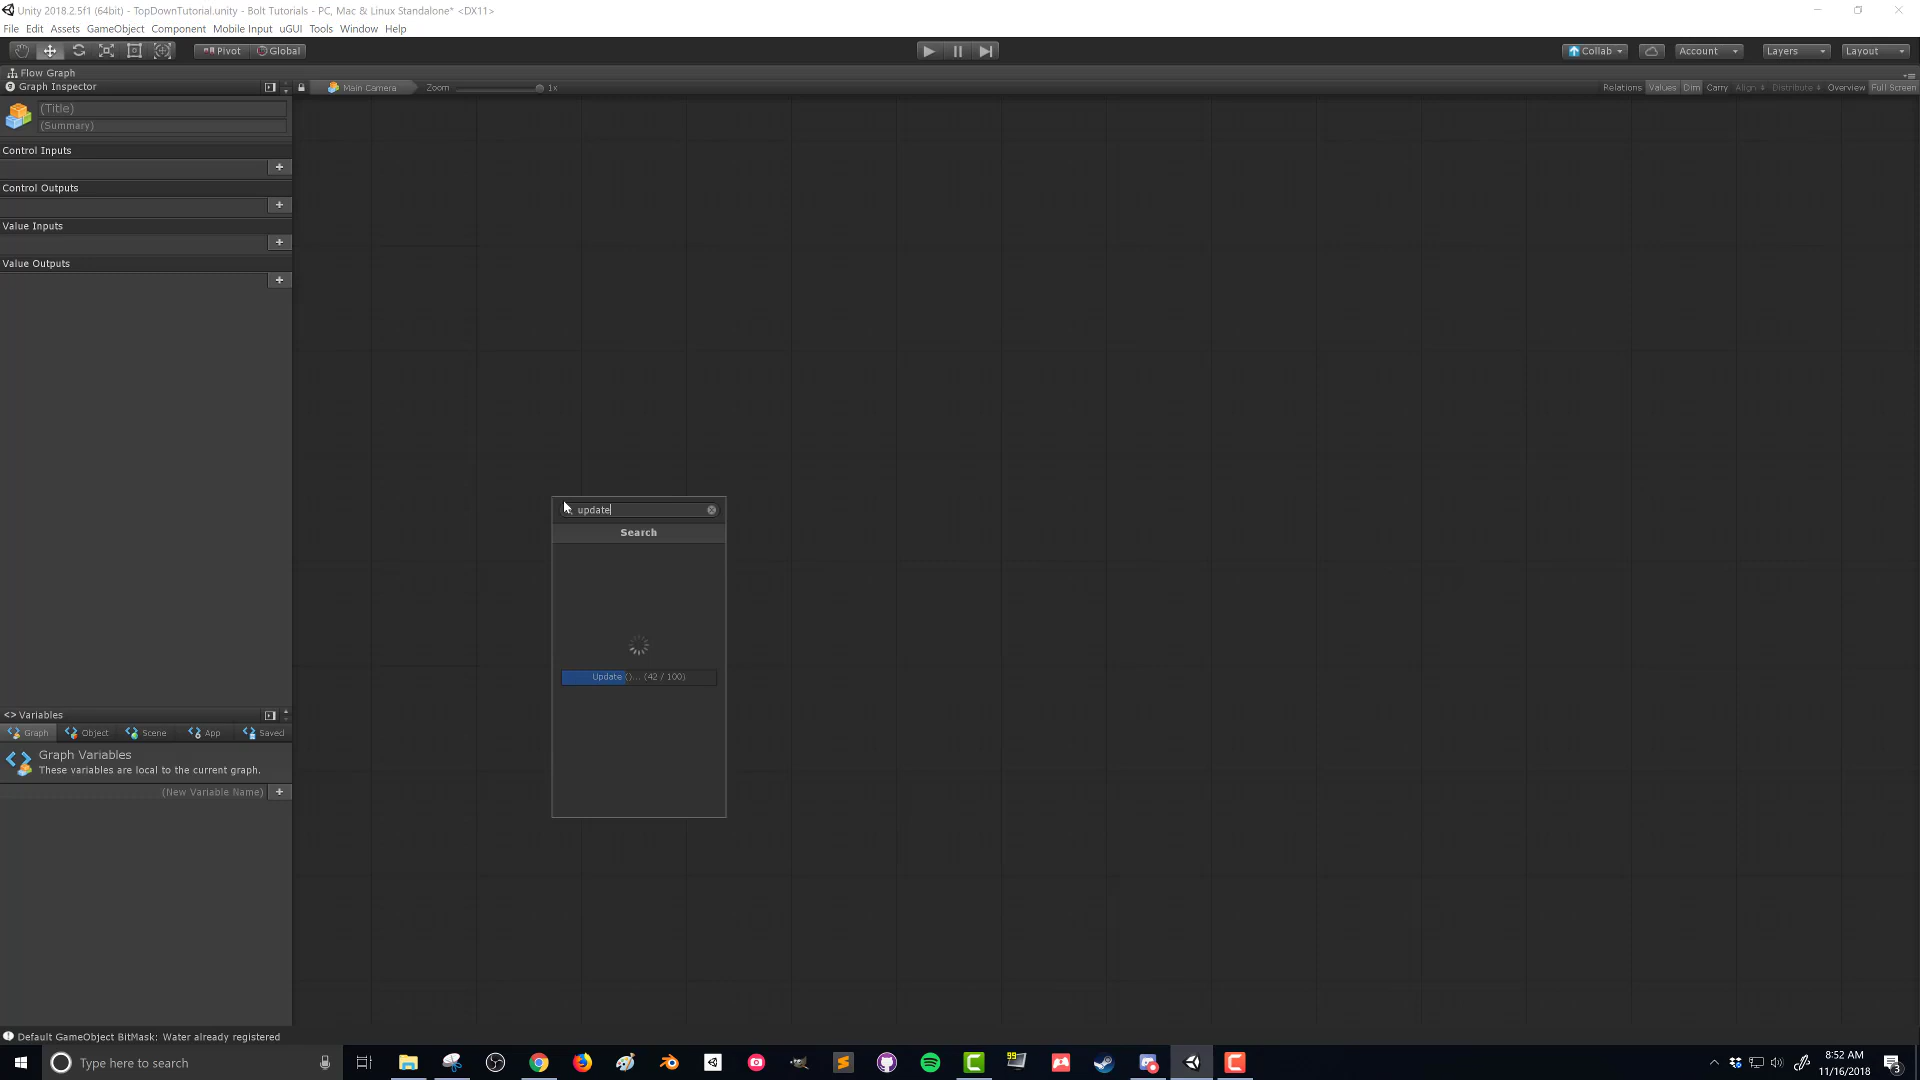 Unity 2018.2.5f1 (64bit) - TopDownTutorial.unity - Bolt Tutorials - PC, Mac & Linux Standalone* <DX11>
File Edit Assets GameObject Component Mobile Input uGUI Tools Window Help
Pivot Global Collab Account Layers Layout
Flow Graph
Graph Inspector Main Camera Zoom 1x Relations Values Dim Carry Align Distribute Overview Full Screen
(Title)
(Summary)
Control Inputs
Control Outputs
Value Inputs
Value Outputs
update
Search
Update ()... (42 / 100)
<> Variables
Graph Object Scene App Saved
Graph Variables
These variables are local to the current graph.
(New Variable Name)
Default GameObject BitMask: Water already registered
Type here to search
99
8:52 AM
11/16/2018
3